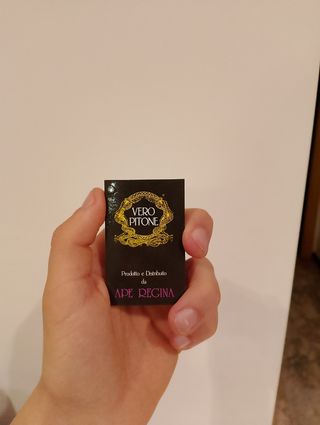 VERO
PITONE
Prodotto e Distribuito
da
APE REGINA